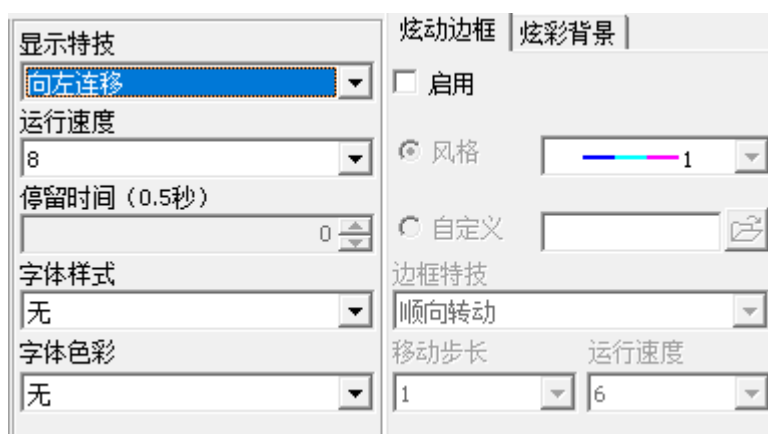 显示特技
向左连移
运行速度
8
停留时间（0.5秒）
0
字体样式
无
字体色彩
无
炫动边框 炫彩背景
启用
风格 1
自定义
边框特技
顺向转动
移动步长 运行速度
1 6